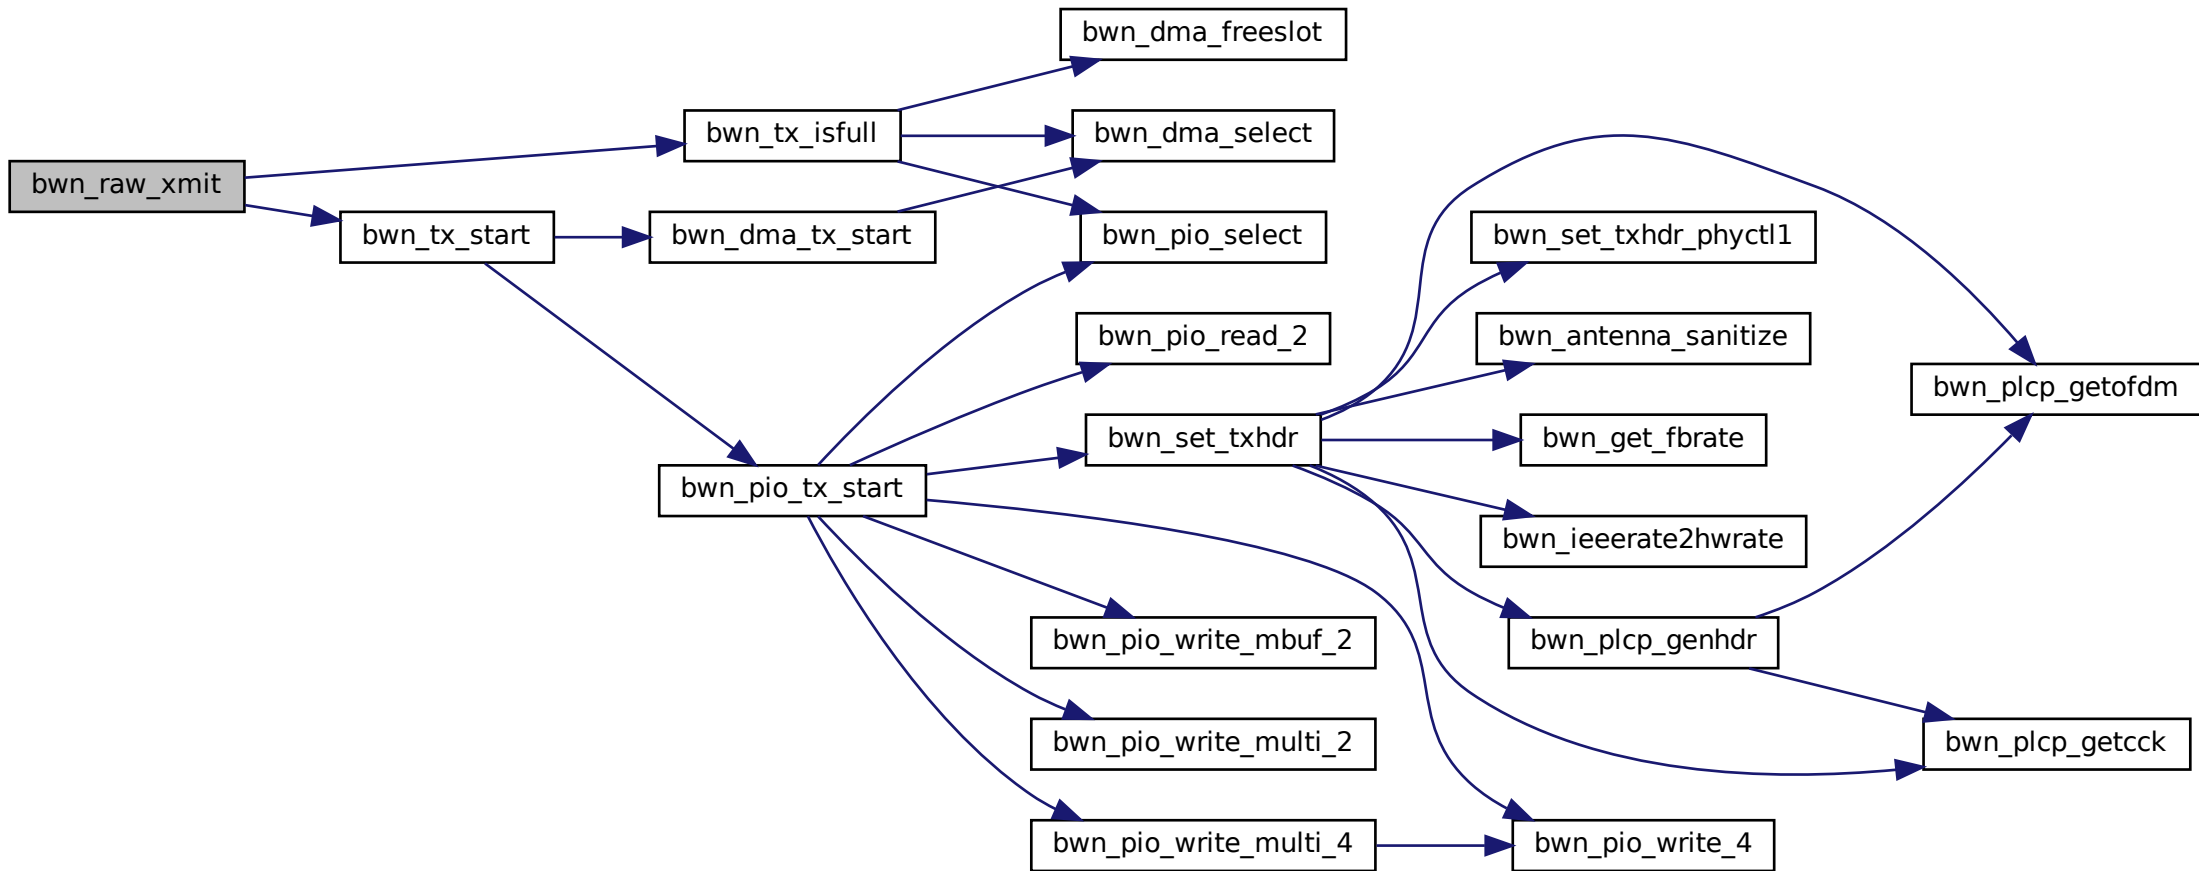 bwn_raw_xmit
bwn_tx_isfull
bwn_tx_start
bwn_dma_tx_start
bwn_pio_tx_start
bwn_dma_freeslot
bwn_dma_select
bwn_pio_select
bwn_pio_read_2
bwn_set_txhdr
bwn_pio_write_mbuf_2
bwn_pio_write_multi_2
bwn_pio_write_multi_4
bwn_set_txhdr_phyctl1
bwn_antenna_sanitize
bwn_get_fbrate
bwn_ieeerate2hwrate
bwn_plcp_genhdr
bwn_pio_write_4
bwn_plcp_getofdm
bwn_plcp_getcck